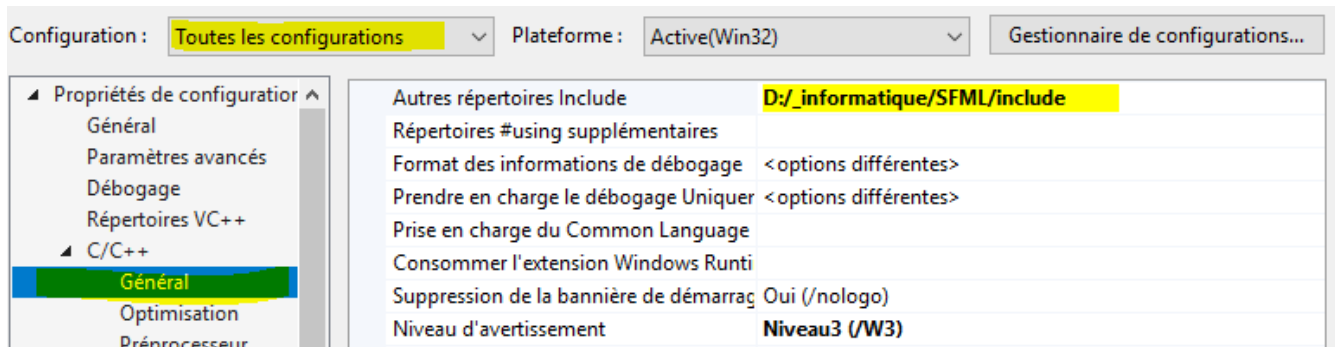 Configuration : Toutes les configurations Plateforme : Active(Win32) Gestionnaire de configurations...
Propriétés de configuration
Général
Paramètres avancés
Débogage
Répertoires VC++
C/C++
Général
Optimisation
Préprocesseur
Autres répertoires Include D:/_informatique/SFML/include
Répertoires #using supplémentaires
Format des informations de débogage <options différentes>
Prendre en charge le débogage Uniquer <options différentes>
Prise en charge du Common Language
Consommer l'extension Windows Runti
Suppression de la bannière de démarrag Oui (/nologo)
Niveau d'avertissement Niveau3 (/W3)